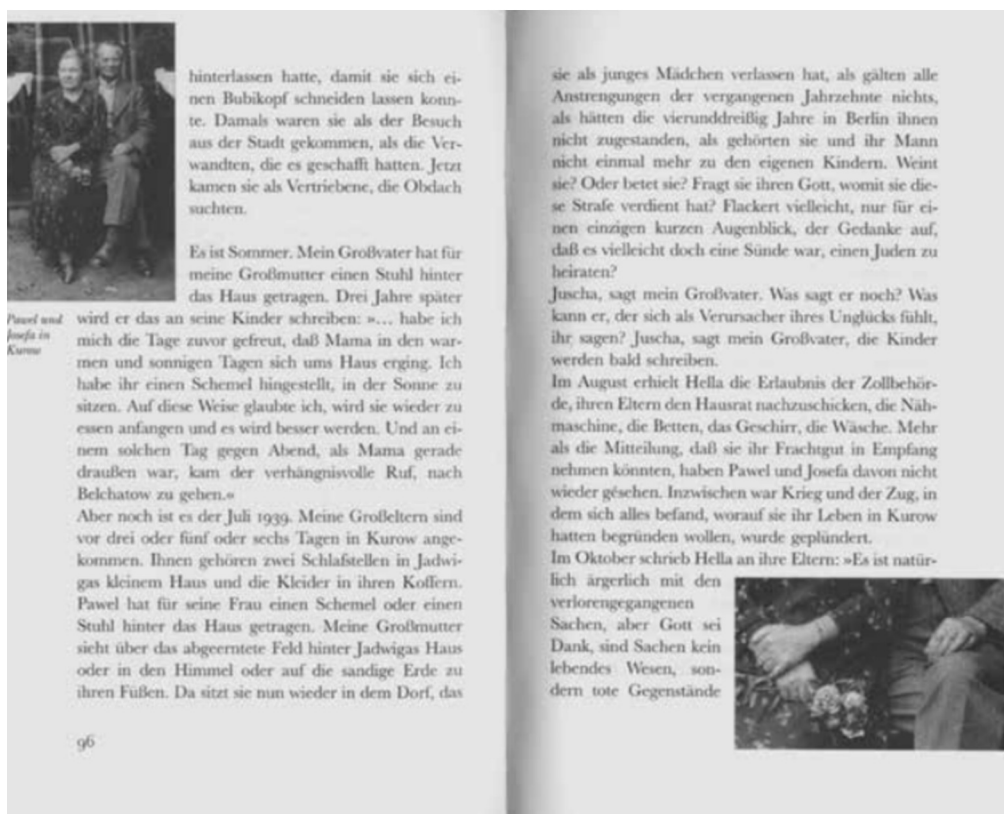 hinterlassen hatte, damit sie sich ei-
nen Bubikopf schneiden lassen konn-
te. Damals waren sie als der Besuch
aus der Stadt gekommen, als die Ver-
wandten, die es geschafft hatten. Jetzt
kamen sie als Vertriebene, die Obdach
suchten.
Es ist Sommer. Mein Großvater hat für
meine Großmutter einen Stuhl hinter
das Haus getragen. Drei Jahre später
Pawel und
Josefa in
Kurow
wird er das an seine Kinder schreiben: »... habe ich
mich die Tage zuvor gefreut, daß Mama in den war-
men und sonnigen Tagen sich ums Haus erging. Ich
habe ihr einen Schemel hingestellt, in der Sonne zu
sitzen. Auf diese Weise glaubte ich, wird sie wieder zu
essen anfangen und es wird besser werden. Und an ei-
nem solchen Tag gegen Abend, als Mama gerade
draußen war, kam der verhängnisvolle Ruf, nach
Belchatow zu gehen.«
Aber noch ist es der Juli 1939. Meine Großeltern sind
vor drei oder fünf oder sechs Tagen in Kurow ange-
kommen. Ihnen gehören zwei Schlafstellen in Jadwi-
gas kleinem Haus und die Kleider in ihren Koffern.
Pawel hat für seine Frau einen Schemel oder einen
Stuhl hinter das Haus getragen. Meine Großmutter
sieht über das abgeerntete Feld hinter Jadwigas Haus
oder in den Himmel oder auf die sandige Erde zu
ihren Füßen. Da sitzt sie nun wieder in dem Dorf, das
96
sie als junges Mädchen verlassen hat, als gälten alle
Anstrengungen der vergangenen Jahrzehnte nichts,
als hätten die vierunddreißig Jahre in Berlin ihnen
nicht zugestanden, als gehörten sie und ihr Mann
nicht einmal mehr zu den eigenen Kindern. Weint
sie? Oder betet sie? Fragt sie ihren Gott, womit sie die-
se Strafe verdient hat? Flackert vielleicht, nur für ei-
nen einzigen kurzen Augenblick, der Gedanke auf,
daß es vielleicht doch eine Sünde war, einen Juden zu
heiraten?
Juscha, sagt mein Großvater. Was sagt er noch? Was
kann er, der sich als Verursacher ihres Unglücks fühlt,
ihr sagen? Juscha, sagt mein Großvater, die Kinder
werden bald schreiben.
Im August erhielt Hella die Erlaubnis der Zollbehör-
de, ihren Eltern den Hausrat nachzuschicken, die Näh-
maschine, die Betten, das Geschirr, die Wäsche. Mehr
als die Mitteilung, daß sie ihr Frachtgut in Empfang
nehmen könnten, haben Pawel und Josefa davon nicht
wieder gesehen. Inzwischen war Krieg und der Zug, in
dem sich alles befand, worauf sie ihr Leben in Kurow
hatten begründen wollen, wurde geplündert.
Im Oktober schrieb Hella an ihre Eltern: »Es ist natür-
lich ärgerlich mit den
verlorengegangenen
Sachen, aber Gott sei
Dank, sind Sachen kein
lebendes Wesen, son-
dern tote Gegenstände